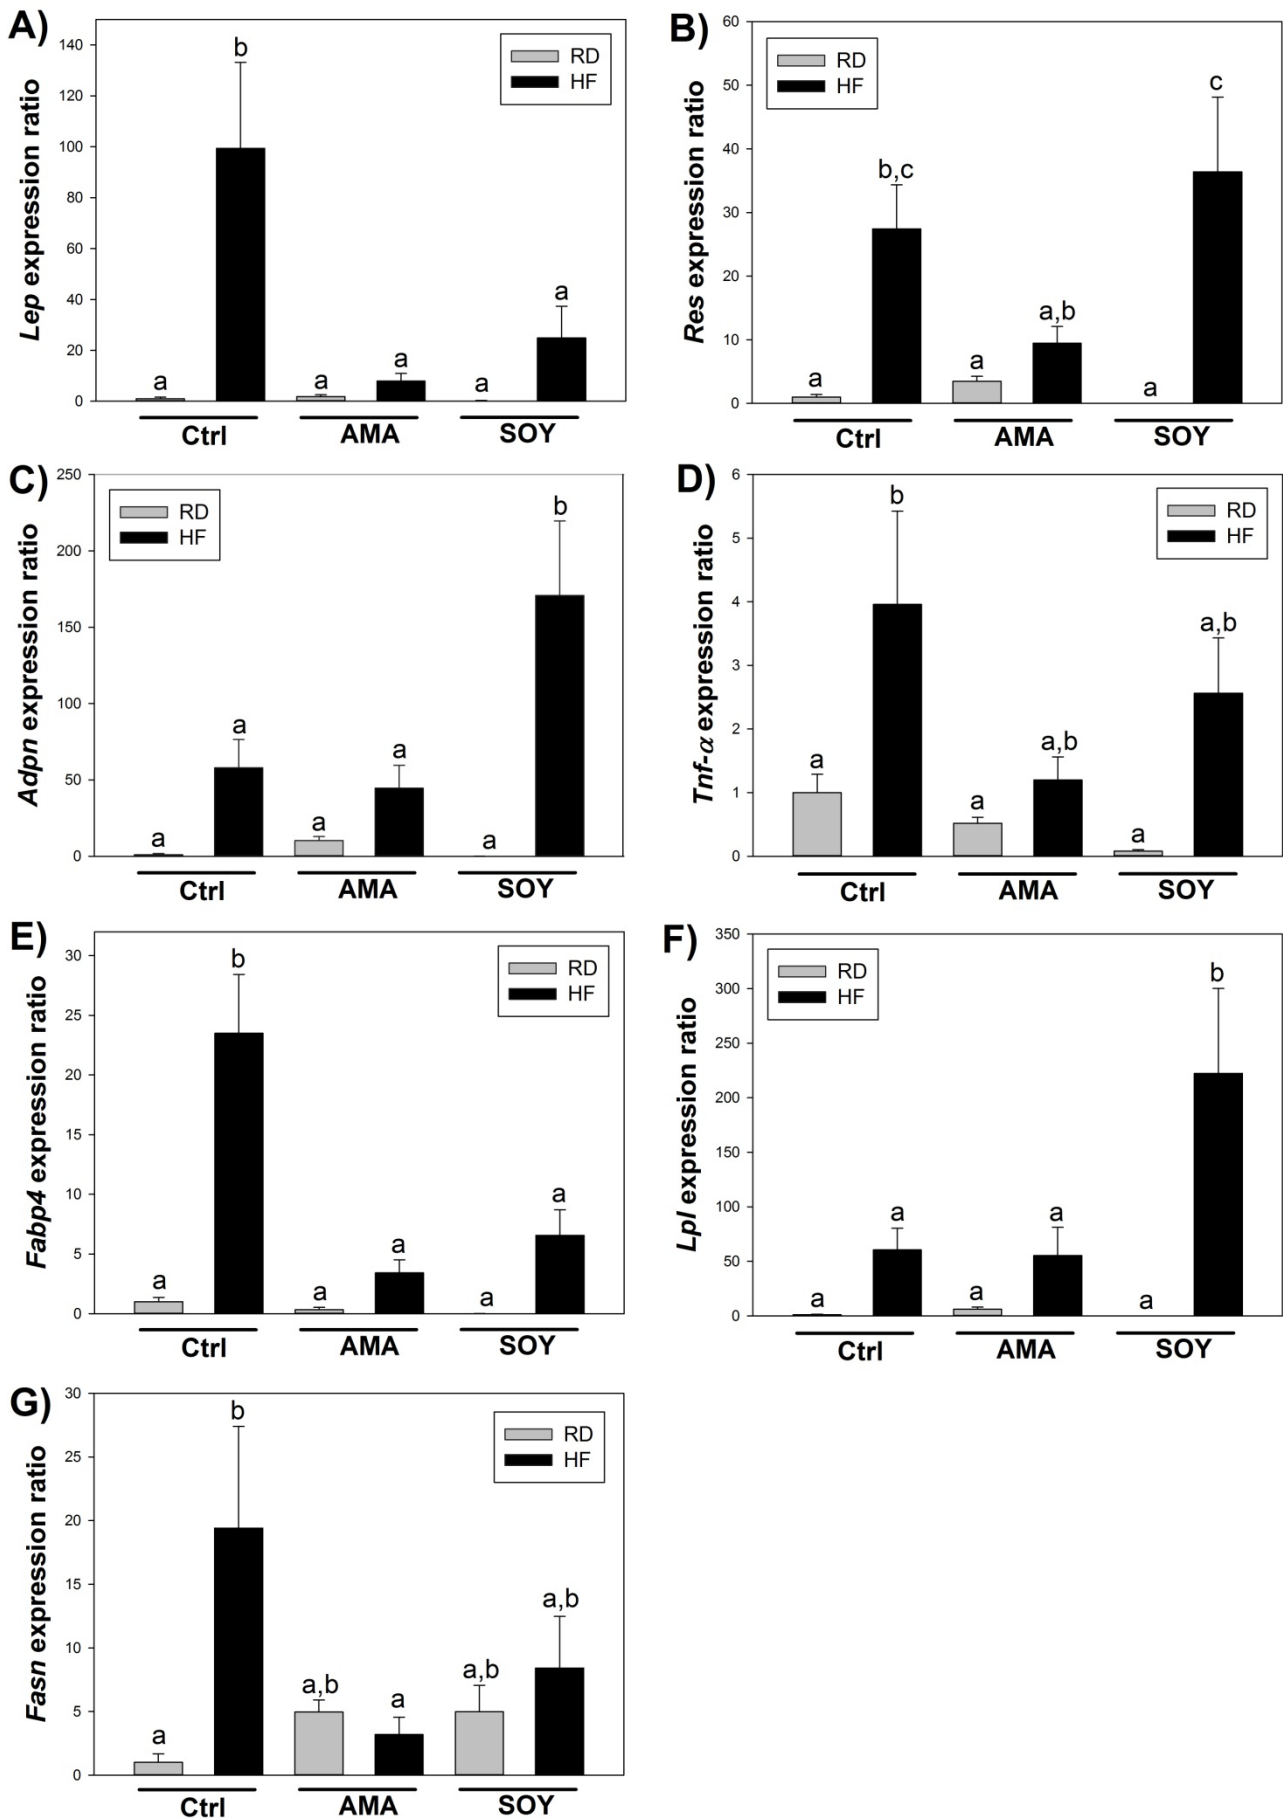 A)
Lep expression ratio
140
120
100
80
60
40
20
0
RD
HF
a
b
a
a
a
a
Ctrl
AMA
SOY
B)
Res expression ratio
60
50
40
30
20
10
0
RD
HF
a
b,c
a
a,b
a
c
Ctrl
AMA
SOY
C)
Adpn expression ratio
250
200
150
100
50
0
RD
HF
a
a
a
a
a
b
Ctrl
AMA
SOY
D)
Tnf-α expression ratio
6
5
4
3
2
1
0
RD
HF
a
b
a
a,b
a
a,b
Ctrl
AMA
SOY
E)
Fabp4 expression ratio
30
25
20
15
10
5
0
RD
HF
a
b
a
a
a
a
Ctrl
AMA
SOY
F)
Lpl expression ratio
350
300
250
200
150
100
50
0
RD
HF
a
a
a
a
a
b
Ctrl
AMA
SOY
G)
Fasn expression ratio
30
25
20
15
10
5
0
RD
HF
a
b
a,b
a
a,b
a,b
Ctrl
AMA
SOY